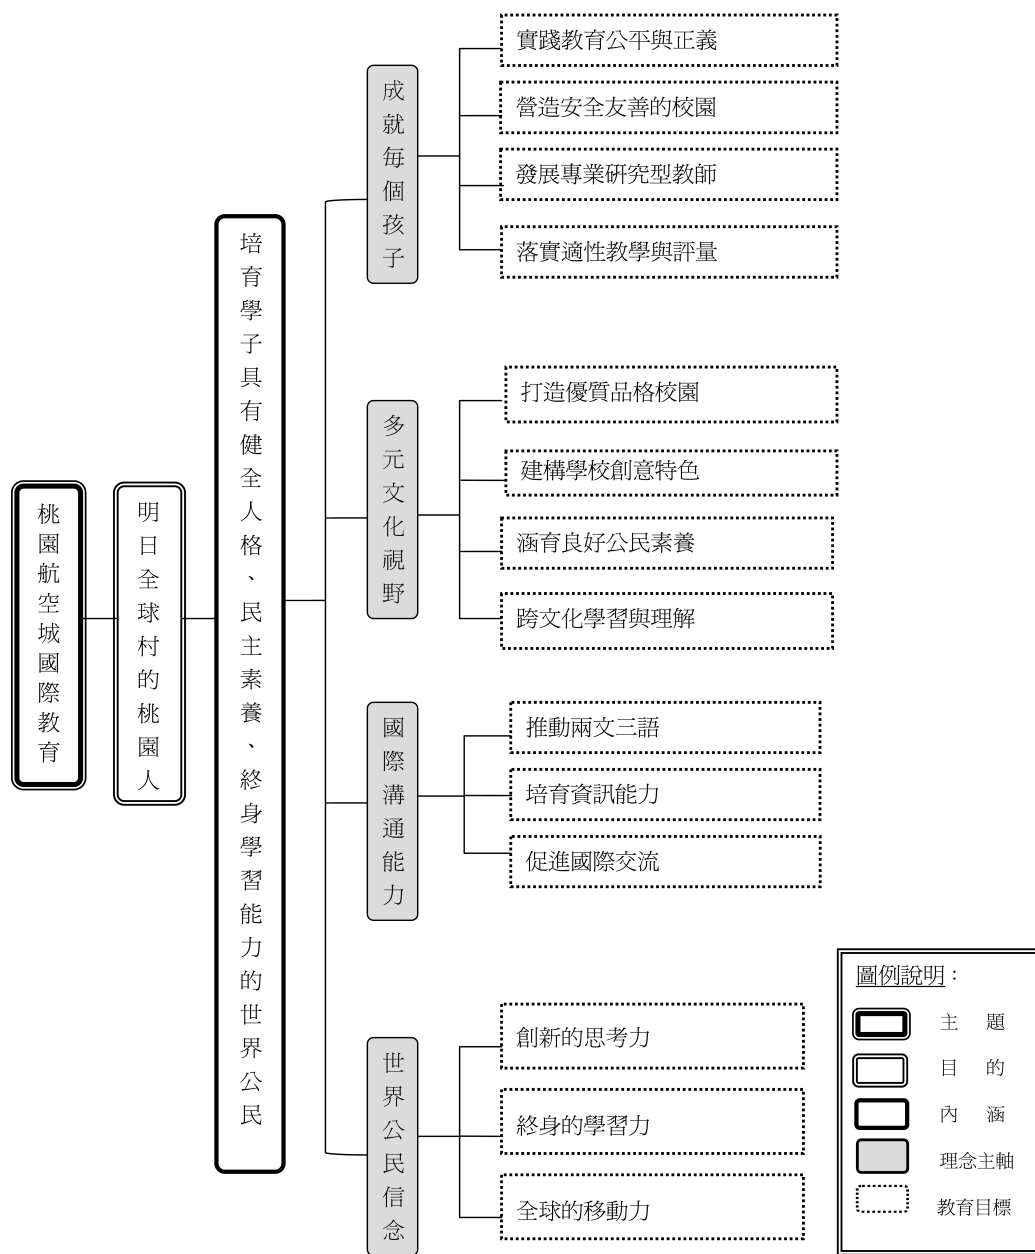 桃園航空城國際教育
明日全球村的桃園人
培育學子具有健全人格、民主素養、終身學習能力的世界公民
成就每個孩子
實踐教育公平與正義
營造安全友善的校園
發展專業研究型教師
落實適性教學與評量
多元文化視野
打造優質品格校園
建構學校創意特色
涵育良好公民素養
跨文化學習與理解
國際溝通能力
推動兩文三語
培育資訊能力
促進國際交流
世界公民信念
創新的思考力
終身的學習力
全球的移動力
圖例說明：
主 題
目 的
內 涵
理念主軸
教育目標